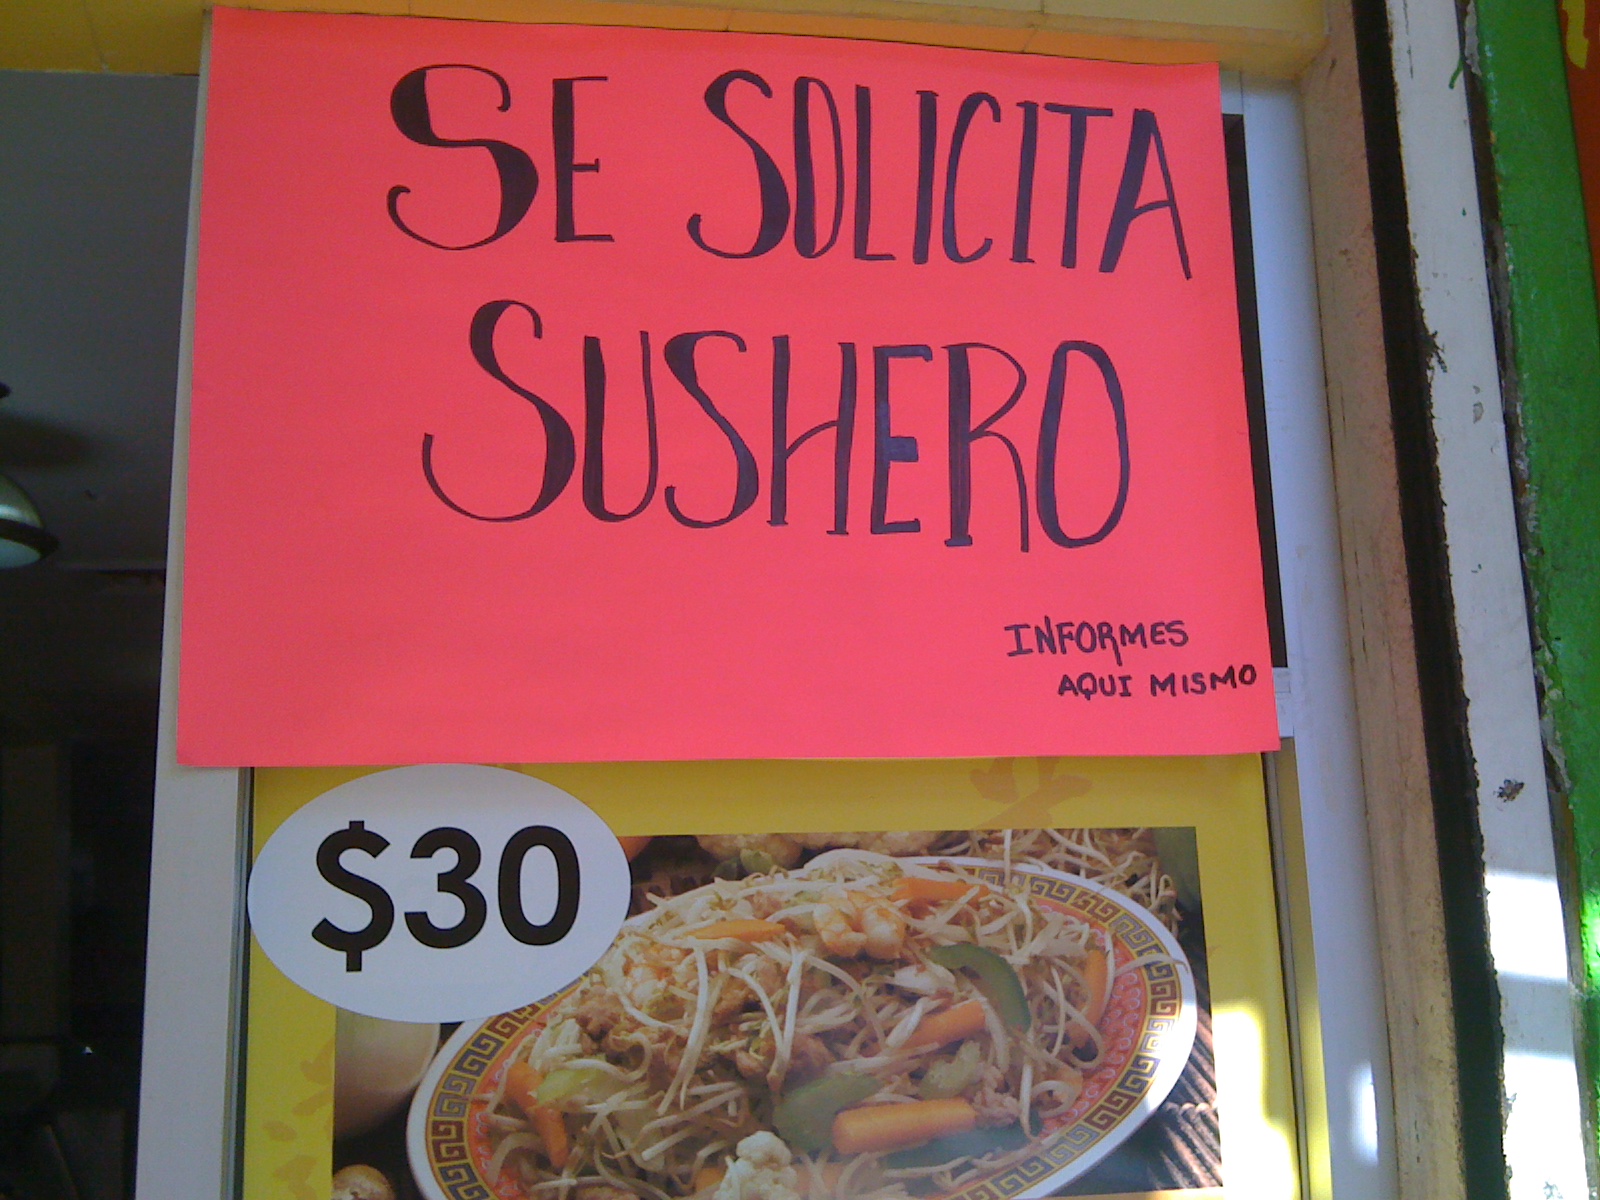 SE SOLICITA
SUSHERO
INFORMES
AQUI MISMO
$30